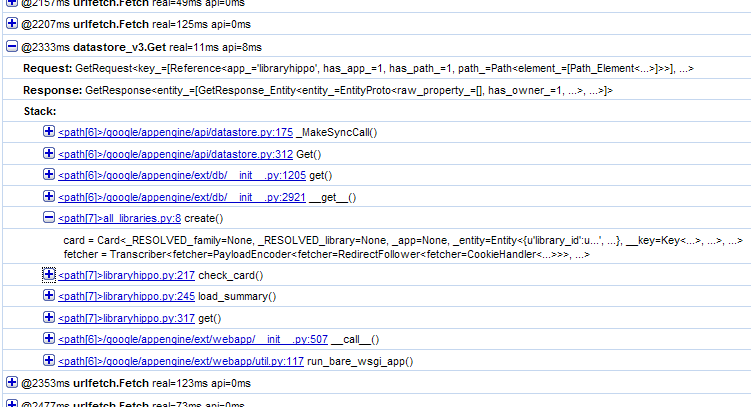 @2157ms urlfetch.Fetch real=49ms api=0ms
@2207ms urlfetch.Fetch real=125ms api=0ms
@2333ms datastore_v3.Get real=11ms api=8ms
Request: GetRequest<key_=[Reference<app_='libraryhippo', has_app_=1, has_path_=1, path_=Path<element_=[Path_Element<...>]>>], ...>
Response: GetResponse<entity_=[GetResponse_Entity<entity_=EntityProto<raw_property_=[], has_owner_=1, ...>, ...>]>
Stack:
<path[6]>/google/appengine/api/datastore.py:175 _MakeSyncCall()
<path[6]>/google/appengine/api/datastore.py:312 Get()
<path[6]>/google/appengine/ext/db/__init__.py:1205 get()
<path[6]>/google/appengine/ext/db/__init__.py:2921 __get__()
<path[7]>all_libraries.py:8 create()
card = Card<_RESOLVED_family=None, _RESOLVED_library=None, _app=None, _entity=Entity<{u'library_id':u...', ...}, __key=Key<...>, ...>, ...>
fetcher = Transcriber<fetcher=PayloadEncoder<fetcher=RedirectFollower<fetcher=CookieHandler<...>>>, ...>
<path[7]>libraryhippo.py:217 check_card()
<path[7]>libraryhippo.py:245 load_summary()
<path[7]>libraryhippo.py:317 get()
<path[6]>/google/appengine/ext/webapp/__init__.py:507 __call__()
<path[6]>/google/appengine/ext/webapp/util.py:117 run_bare_wsgi_app()
@2353ms urlfetch.Fetch real=123ms api=0ms
@2477ms urlfetch.Fetch real=73ms api=0ms